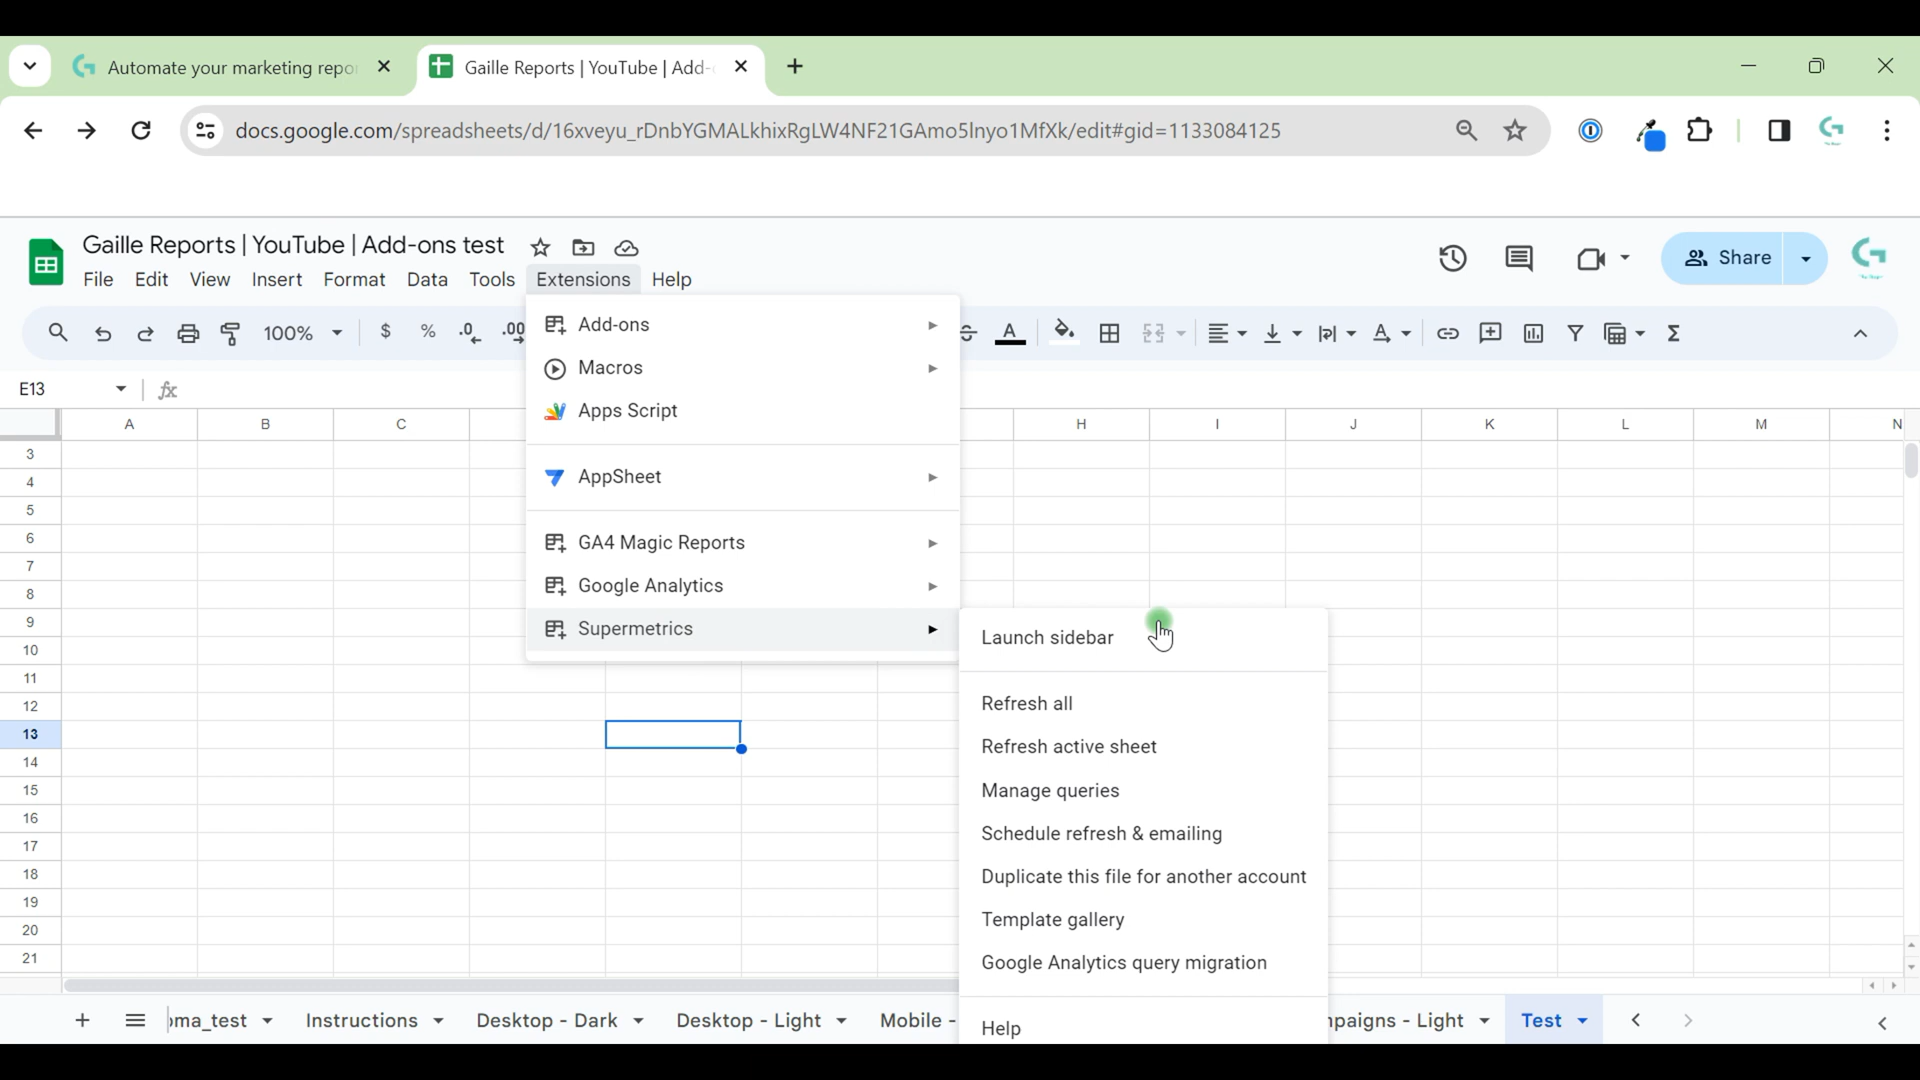 Automate your marketing repo
Gaille Reports | YouTube | Add-
docs.google.com/spreadsheets/d/16xveyu_rDnbYGMALkhixRgLW4NF21GAmo5lnyo1MfXk/edit#gid=1133084125
Gaille Reports | YouTube | Add-ons test
File Edit View Insert Format Data Tools Extensions Help
Share
100% $ % .0 .00
E13 fx
A B C H I J K L M N
3
4
5
6
7
8
9
10
11
12
13
14
15
16
17
18
19
20
21
Add-ons
Macros
Apps Script
AppSheet
GA4 Magic Reports
Google Analytics
Supermetrics
Launch sidebar
Refresh all
Refresh active sheet
Manage queries
Schedule refresh & emailing
Duplicate this file for another account
Template gallery
Google Analytics query migration
Help
ma_test Instructions Desktop - Dark Desktop - Light Mobile - paigns - Light Test